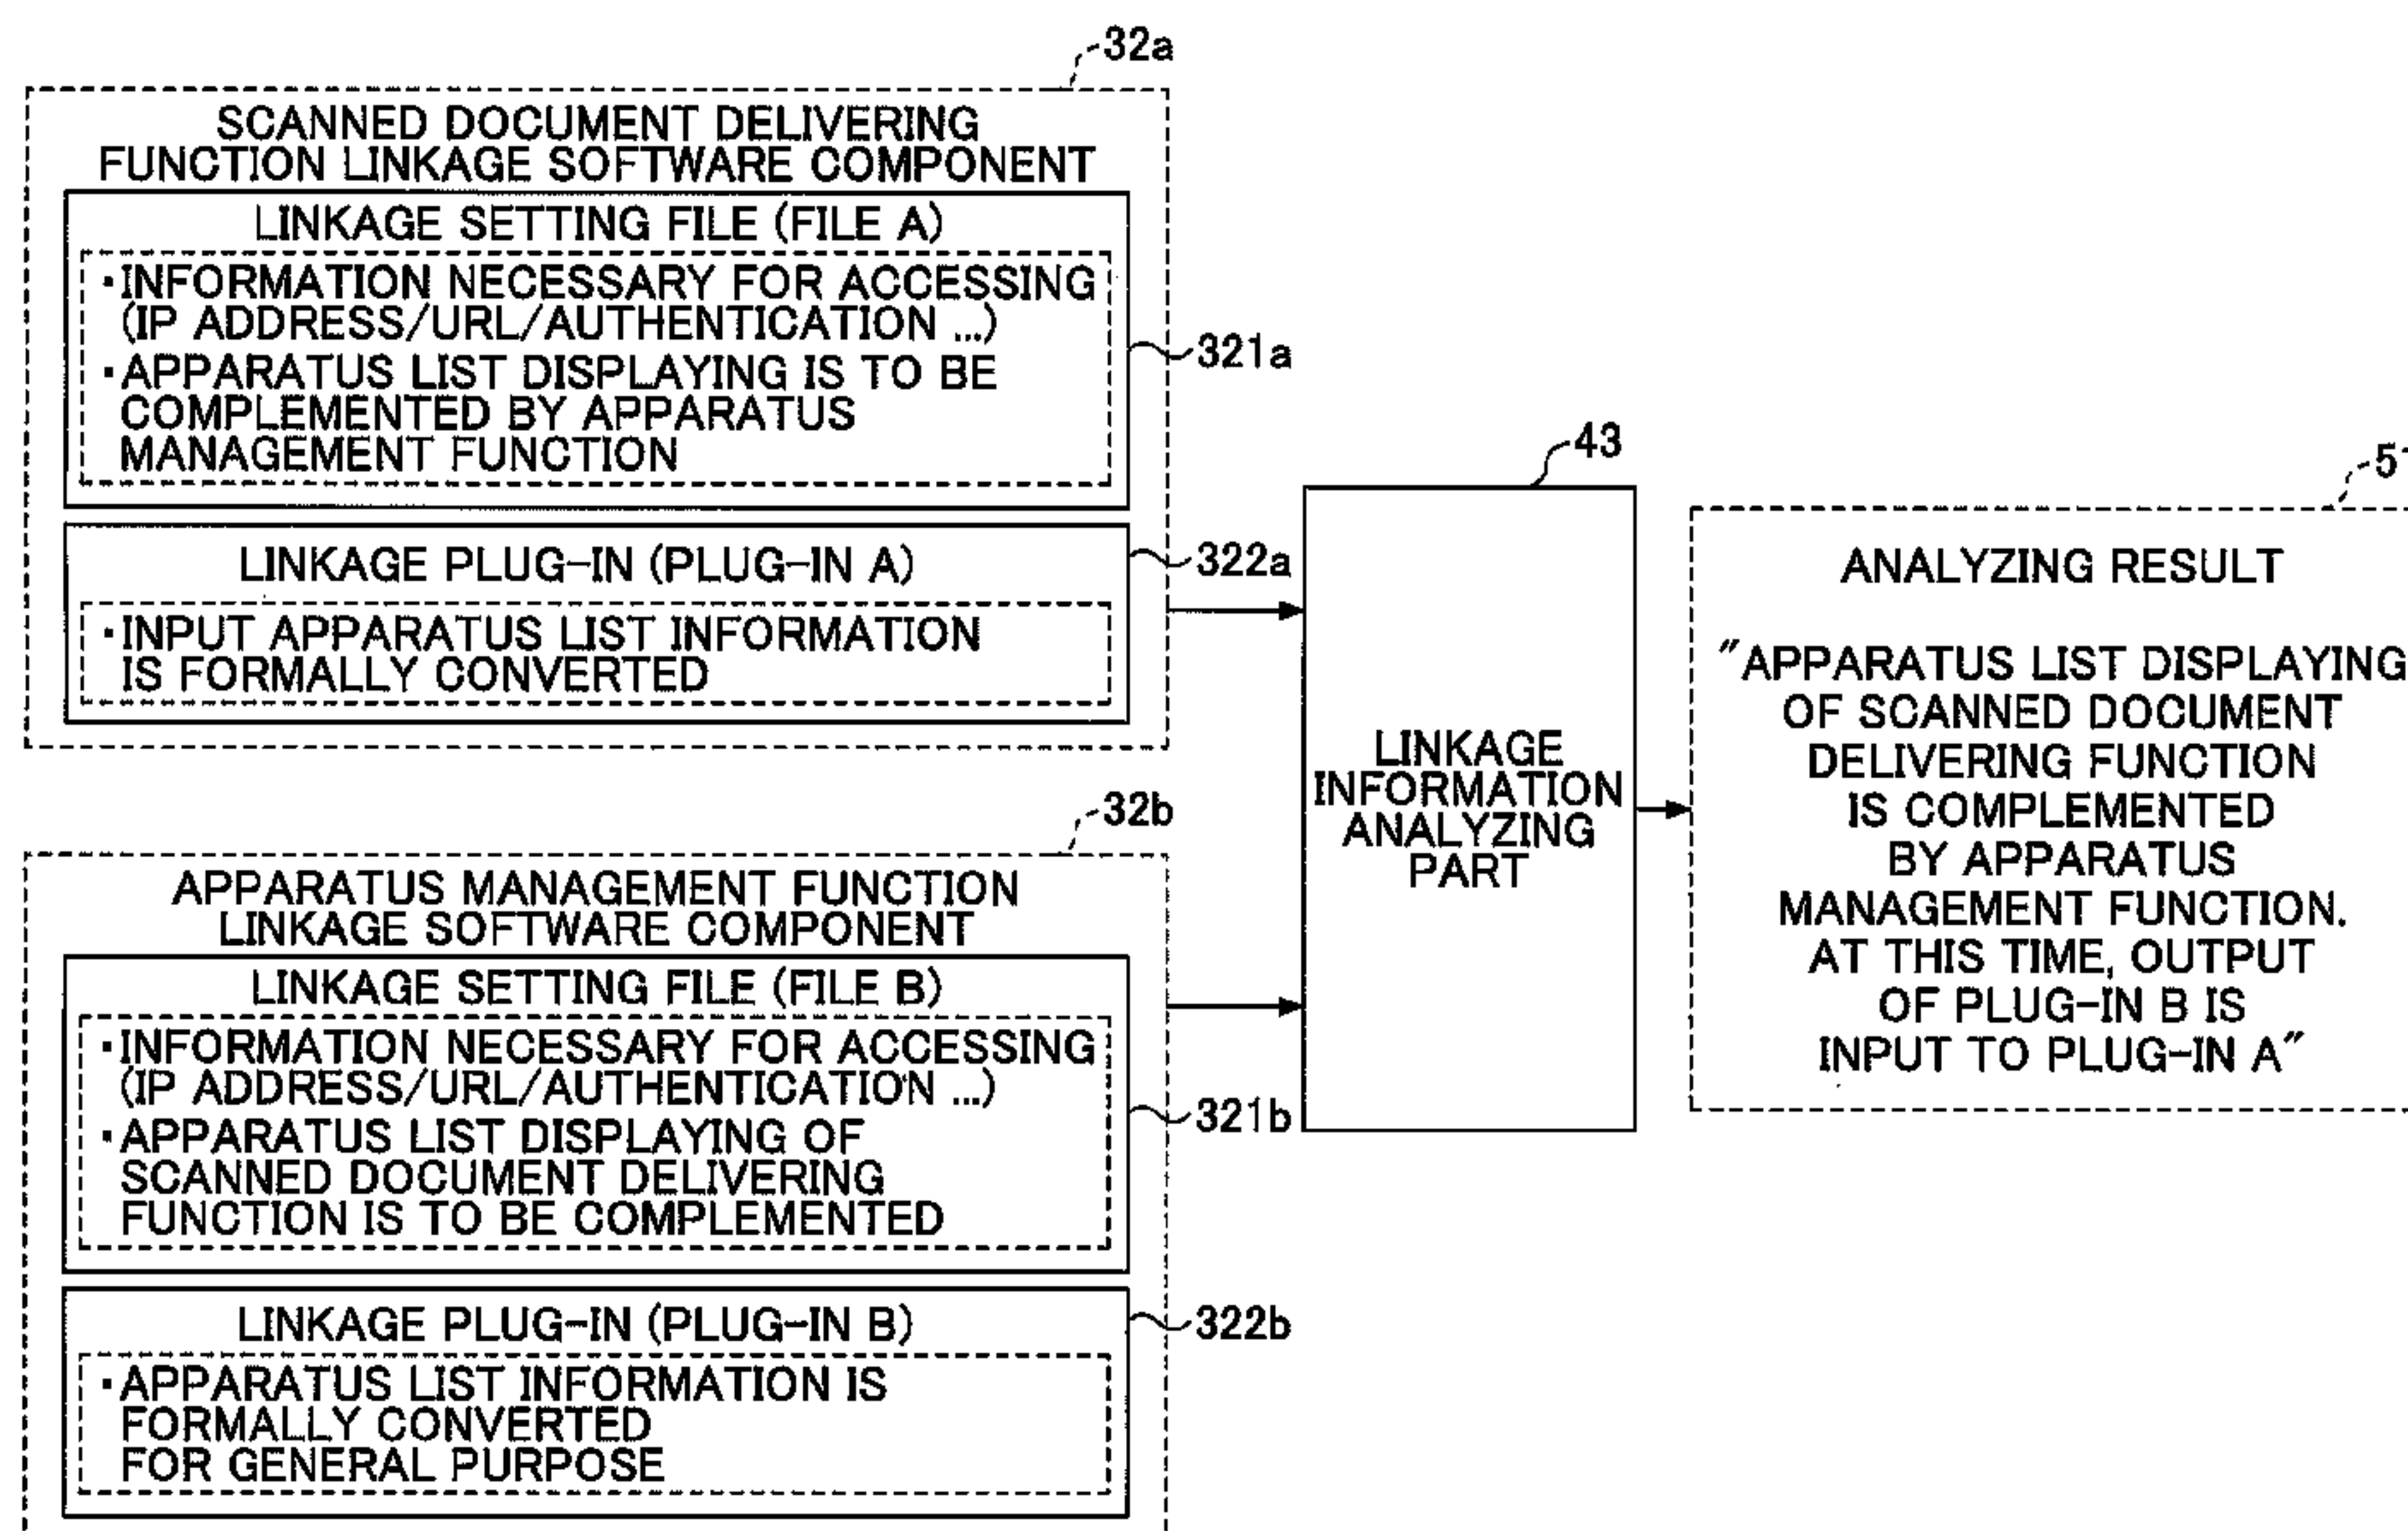 32a
SCANNED DOCUMENT DELIVERING
FUNCTION LINKAGE SOFTWARE COMPONENT
LINKAGE SETTING FILE (FILE A)
·INFORMATION NECESSARY FOR ACCESSING
(IP ADDRESS/URL/AUTHENTICATION ...)
·APPARATUS LIST DISPLAYING IS TO BE
COMPLEMENTED BY APPARATUS
MANAGEMENT FUNCTION
321a
LINKAGE PLUG-IN (PLUG-IN A)
322a
·INPUT APPARATUS LIST INFORMATION
IS FORMALLY CONVERTED
32b
APPARATUS MANAGEMENT FUNCTION
LINKAGE SOFTWARE COMPONENT
LINKAGE SETTING FILE (FILE B)
·INFORMATION NECESSARY FOR ACCESSING
(IP ADDRESS/URL/AUTHENTICATION ...)
·APPARATUS LIST DISPLAYING OF
SCANNED DOCUMENT DELIVERING
FUNCTION IS TO BE COMPLEMENTED
321b
LINKAGE PLUG-IN (PLUG-IN B)
322b
·APPARATUS LIST INFORMATION IS
FORMALLY CONVERTED
FOR GENERAL PURPOSE
43
LINKAGE
INFORMATION
ANALYZING
PART
ANALYZING RESULT
"APPARATUS LIST DISPLAYING
OF SCANNED DOCUMENT
DELIVERING FUNCTION
IS COMPLEMENTED
BY APPARATUS
MANAGEMENT FUNCTION.
AT THIS TIME, OUTPUT
OF PLUG-IN B IS
INPUT TO PLUG-IN A"